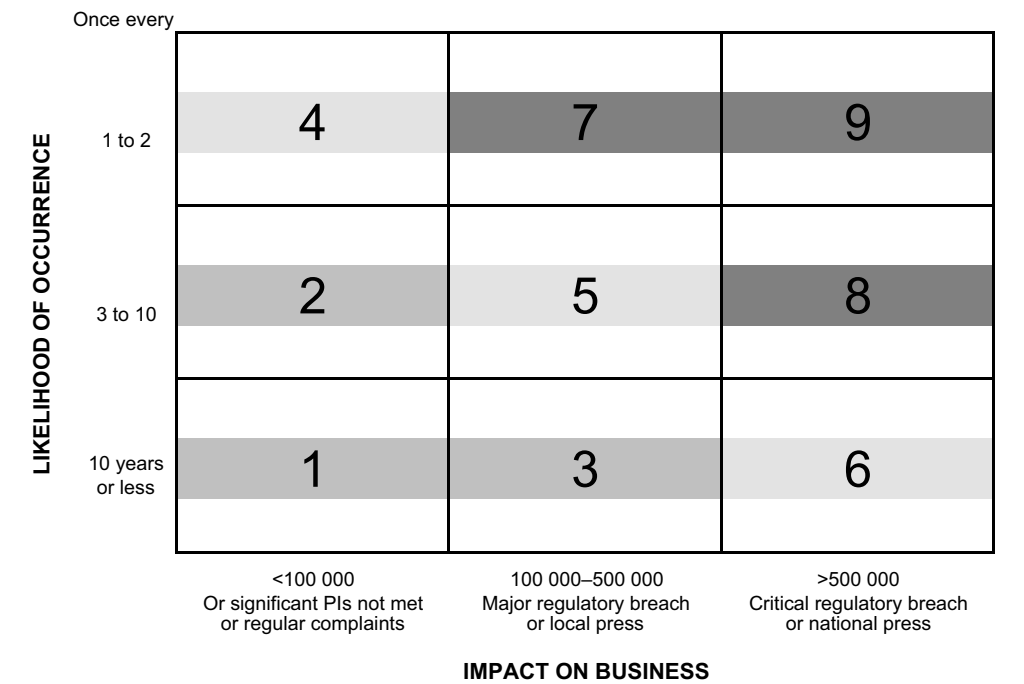 Once every
LIKELIHOOD OF OCCURRENCE
1 to 2
4
7
9
3 to 10
2
5
8
10 years
or less
1
3
6
<100 000
Or significant PIs not met
or regular complaints
100 000–500 000
Major regulatory breach
or local press
>500 000
Critical regulatory breach
or national press
IMPACT ON BUSINESS